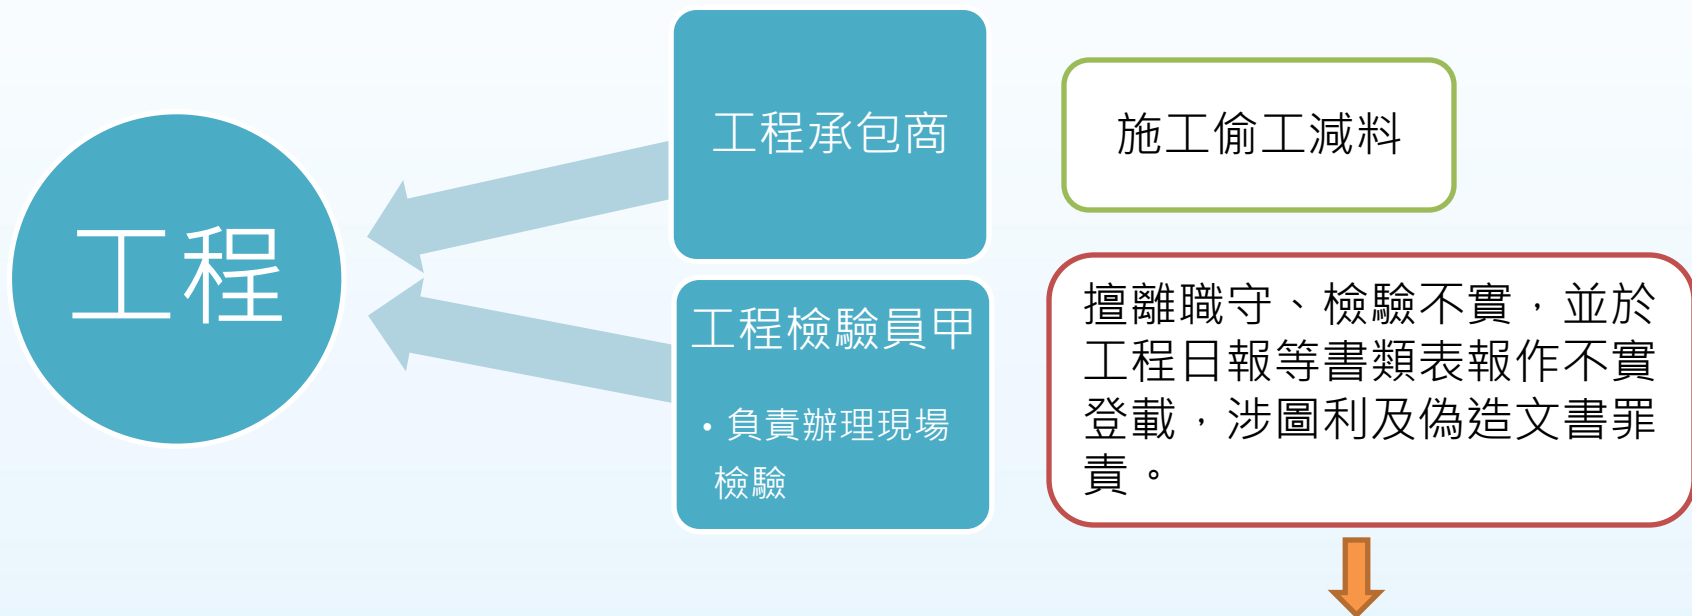 工程
工程承包商
施工偷工減料
工程檢驗員甲
•負責辦理現場
檢驗
擅離職守、檢驗不實，並於
工程日報等書類表報作不實
登載，涉圖利及偽造文書罪
責。